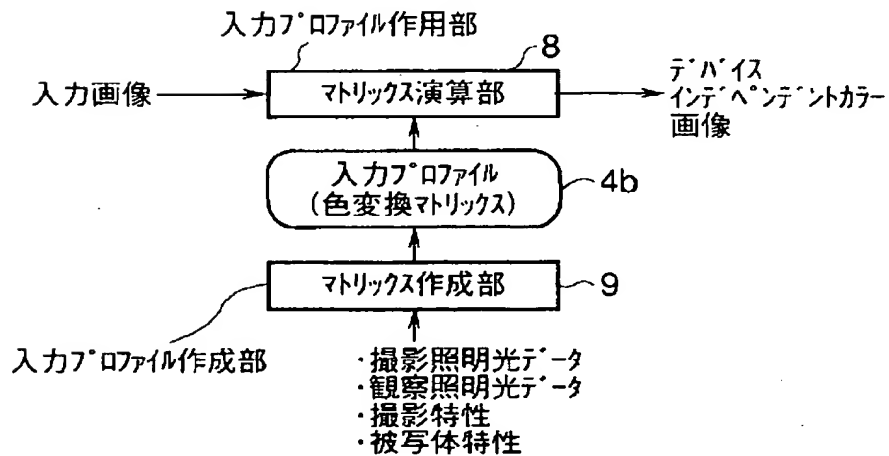 入力プロファイル作用部
8
入力画像
マトリックス演算部
デバイス
インデペンデントカラー
画像
入力プロファイル
(色変換マトリックス)
4b
マトリックス作成部
9
入力プロファイル作成部
・撮影照明光データ
・観察照明光データ
・撮影特性
・被写体特性